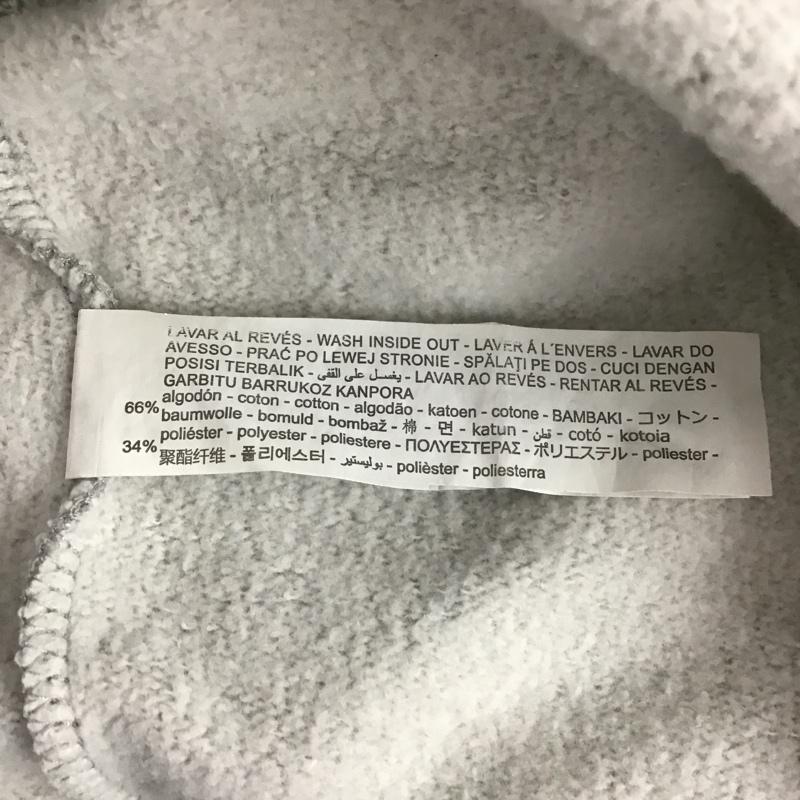 LAVAR AL REVÉS - WASH INSIDE OUT - LAVER Á L´ENVERS - LAVAR DO
AVESSO - PRAĆ PO LEWEJ STRONIE - SPĂLAŢI PE DOS - CUCI DENGAN
POSISI TERBALIK - يغسل على القفى - LAVAR AO REVÉS - RENTAR AL REVÉS -
GARBITU BARRUKOZ KANPORA
66% algodón - coton - cotton - algodão - katoen - cotone - BAMBAKI - コットン -
baumwolle - bomuld - bombaž - 棉 - 면 - katun - قطن - cotó - kotoia
34% poliéster - polyester - poliestere - ΠΟΛΥΕΣΤΕΡΑΣ - ポリエステル - poliester -
聚酯纤维 - 폴리에스터 - بوليستير - polièster - poliesterra